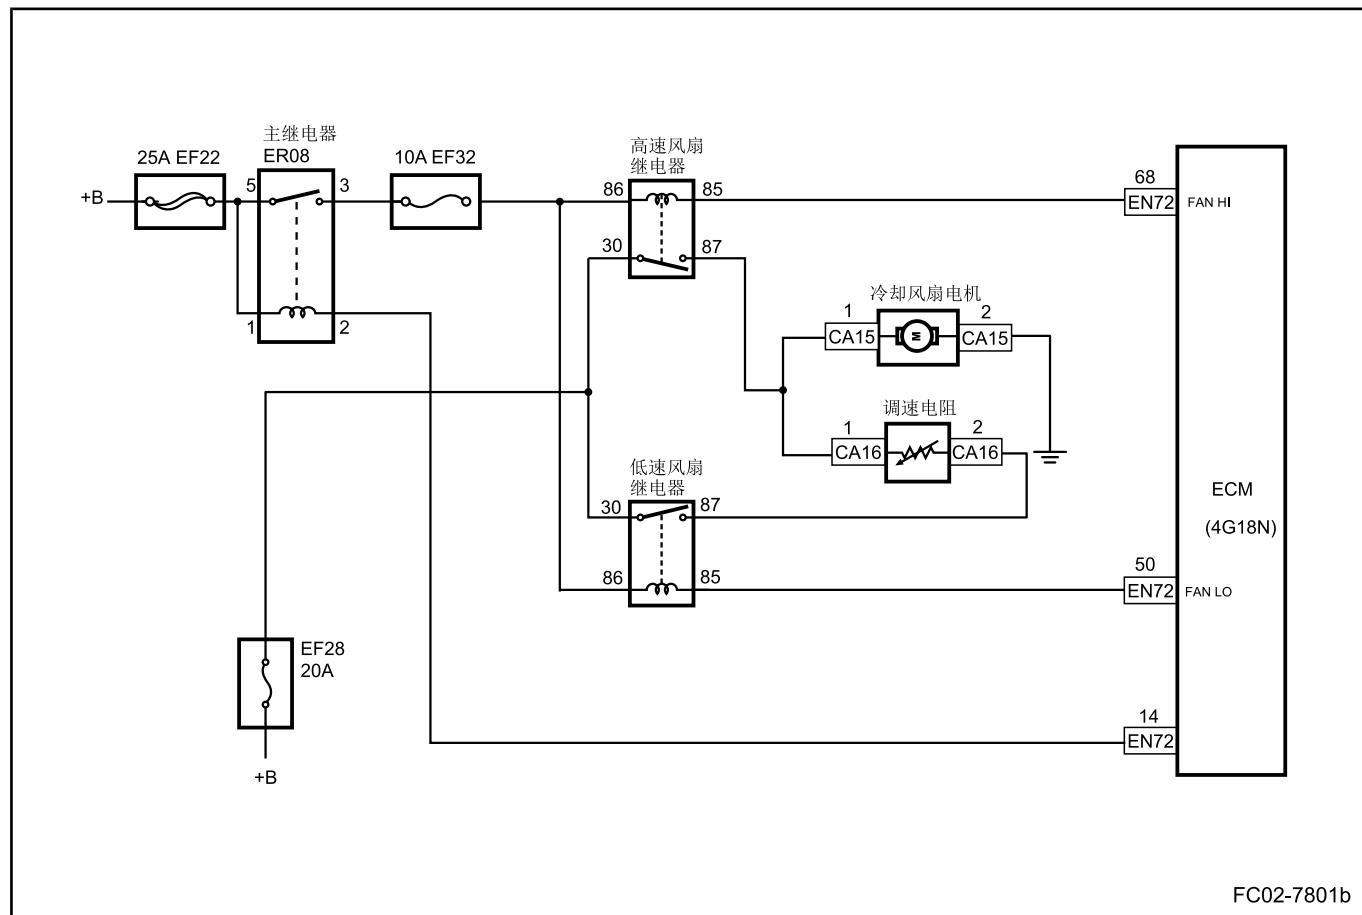 主继电器
ER08
25A EF22
10A EF32
+B
5
3
1
2
高速风扇
继电器
86
85
30
87
68
EN72
FAN HI
冷却风扇电机
1
2
CA15
M
CA15
调速电阻
1
2
CA16
CA16
低速风扇
继电器
30
87
86
85
ECM
(4G18N)
50
EN72
FAN LO
EF28
20A
+B
14
EN72
FC02-7801b